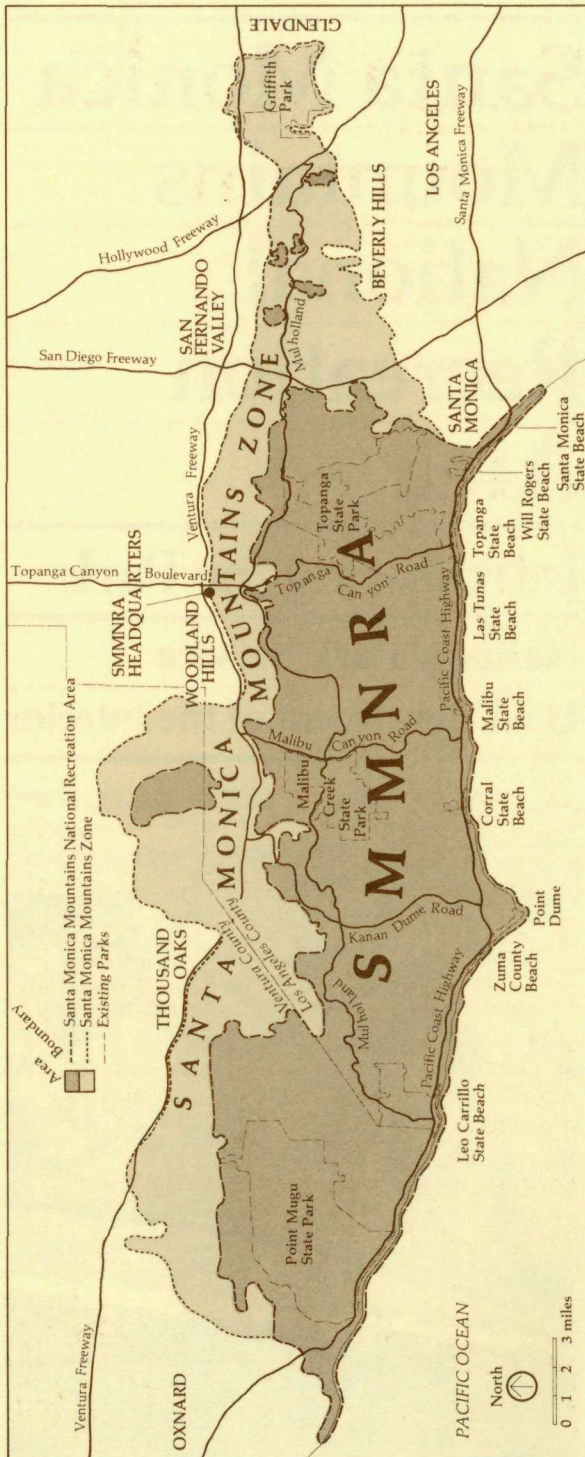 Area
Boundary
Santa Monica Mountains National Recreation Area
Santa Monica Mountains Zone
Existing Parks
Ventura Freeway
OXNARD
THOUSAND
OAKS
SANTA MONICA MOUNTAINS ZONE
Ventura County
Los Angeles County
SMMNRA
HEADQUARTERS
WOODLAND
HILLS
Topanga Canyon Boulevard
Ventura Freeway
SAN
FERNANDO
VALLEY
San Diego Freeway
Hollywood Freeway
GLENDALE
Griffith
Park
Mulholland
BEVERLY HILLS
LOS ANGELES
Santa Monica Freeway
SANTA
MONICA
SMMNRA
Point Mugu
State Park
Mulholland
Kanan Dume Road
Malibu
Creek
State
Park
Malibu Canyon Road
Topanga Canyon Road
Topanga
State
Park
Pacific Coast Highway
Pacific Coast Highway
Leo Carrillo
State Beach
Zuma
County
Beach
Point
Dume
Corral
State
Beach
Malibu
State
Beach
Las Tunas
State
Beach
Topanga
State
Beach
Will Rogers
State Beach
Santa Monica
State Beach
PACIFIC OCEAN
North
0 1 2 3 miles